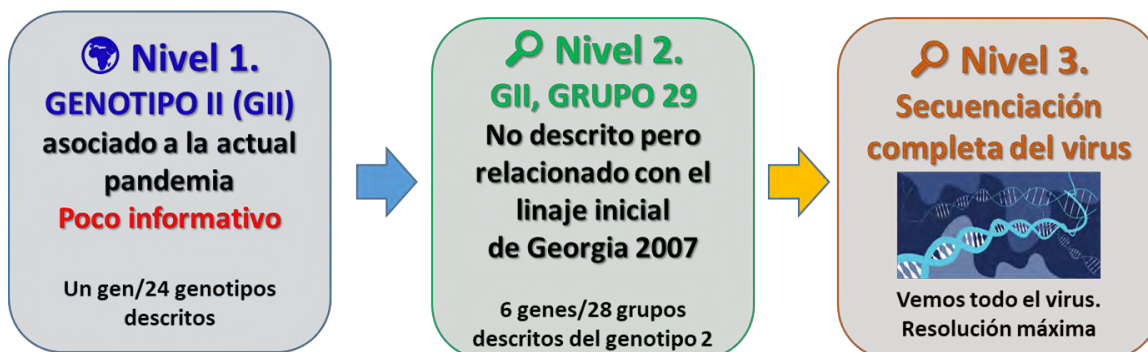 Nivel 1.
GENOTIPO II (GII)
asociado a la actual
pandemia
Poco informativo
Un gen/24 genotipos
descritos
Nivel 2.
GII, GRUPO 29
No descrito pero
relacionado con el
linaje inicial
de Georgia 2007
6 genes/28 grupos
descritos del genotipo 2
Nivel 3.
Secuenciación
completa del virus
Vemos todo el virus.
Resolución máxima